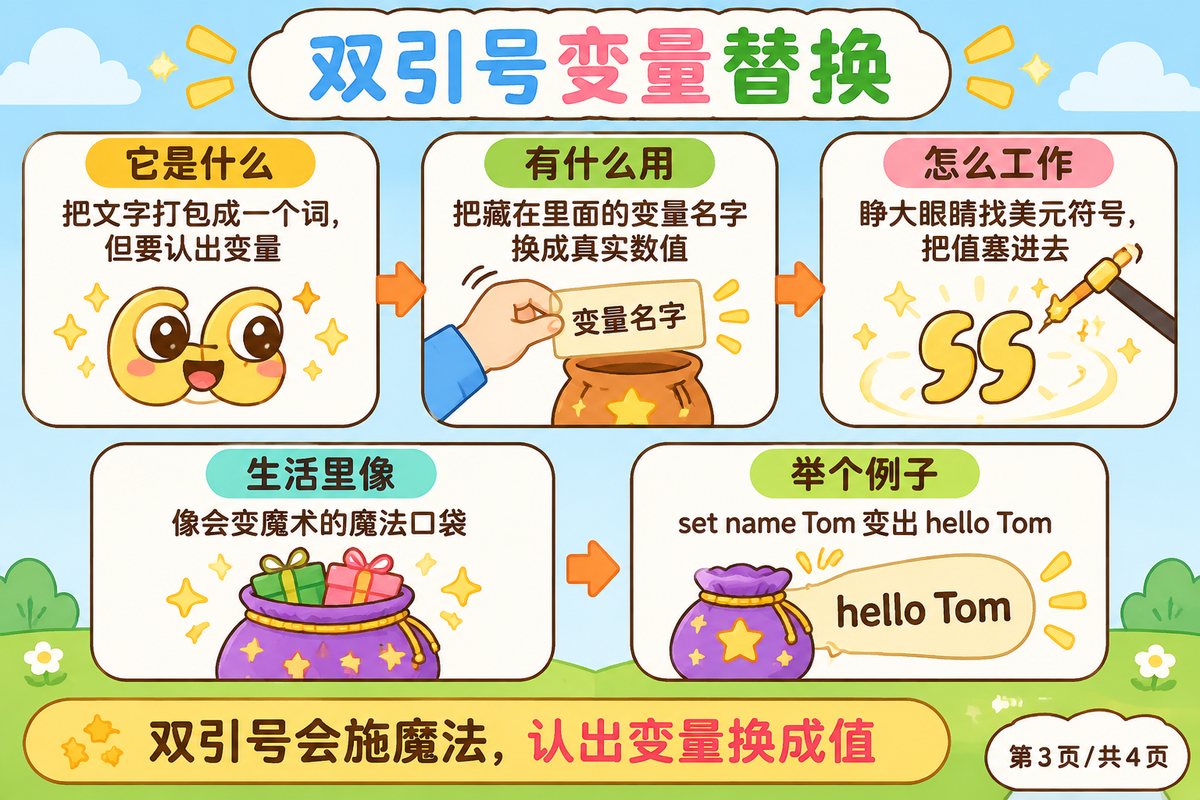 双引号变量替换
它是什么
把文字打包成一个词，
但要认出变量
有什么用
把藏在里面的变量名字
换成真实数值
变量名字
怎么工作
睁大眼睛找美元符号，
把值塞进去
生活里像
像会变魔术的魔法口袋
举个例子
set name Tom 变出 hello Tom
hello Tom
双引号会施魔法，认出变量换成值
第3页/共4页